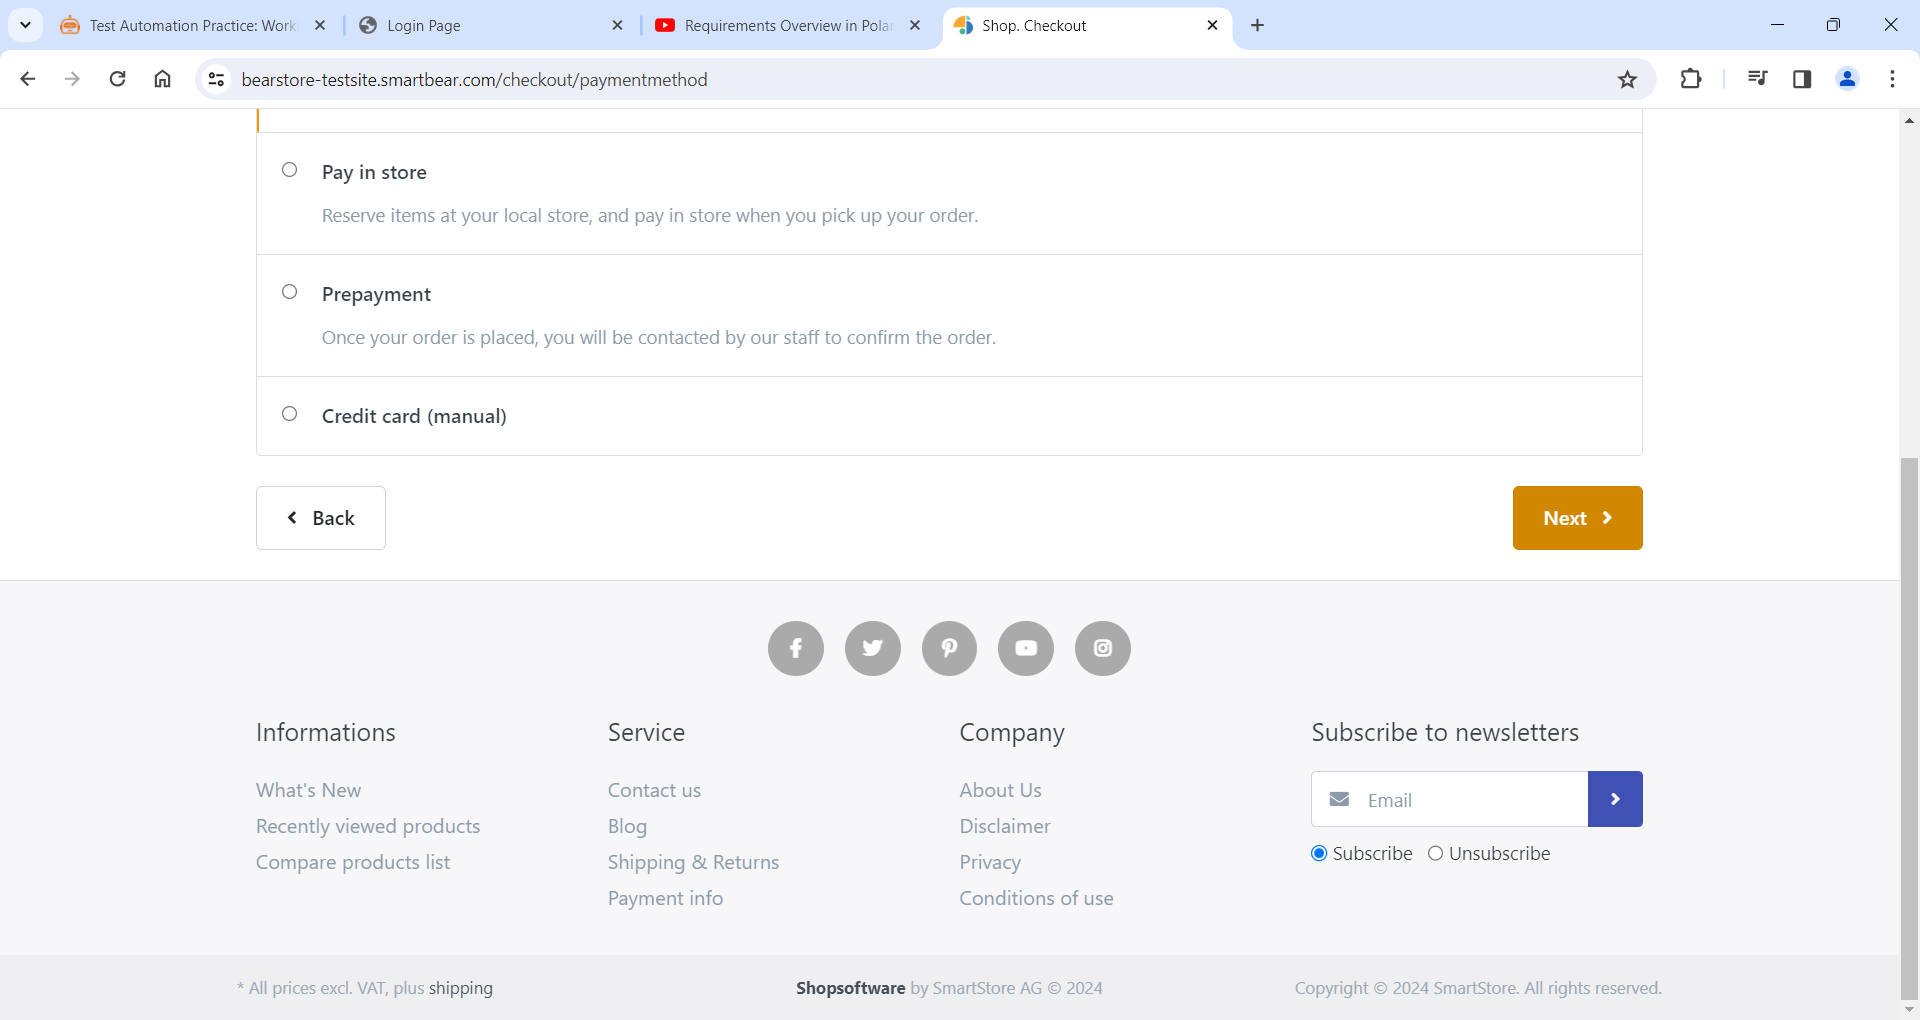 Test Automation Practice: Work
Login Page
Requirements Overview in Polar
Shop. Checkout
bearstore-testsite.smartbear.com/checkout/paymentmethod
Pay in store
Reserve items at your local store, and pay in store when you pick up your order.
Prepayment
Once your order is placed, you will be contacted by our staff to confirm the order.
Credit card (manual)
Back
Next
Informations
What's New
Recently viewed products
Compare products list
Service
Contact us
Blog
Shipping & Returns
Payment info
Company
About Us
Disclaimer
Privacy
Conditions of use
Subscribe to newsletters
Email
Subscribe Unsubscribe
* All prices excl. VAT, plus shipping
Shopsoftware by SmartStore AG © 2024
Copyright © 2024 SmartStore. All rights reserved.